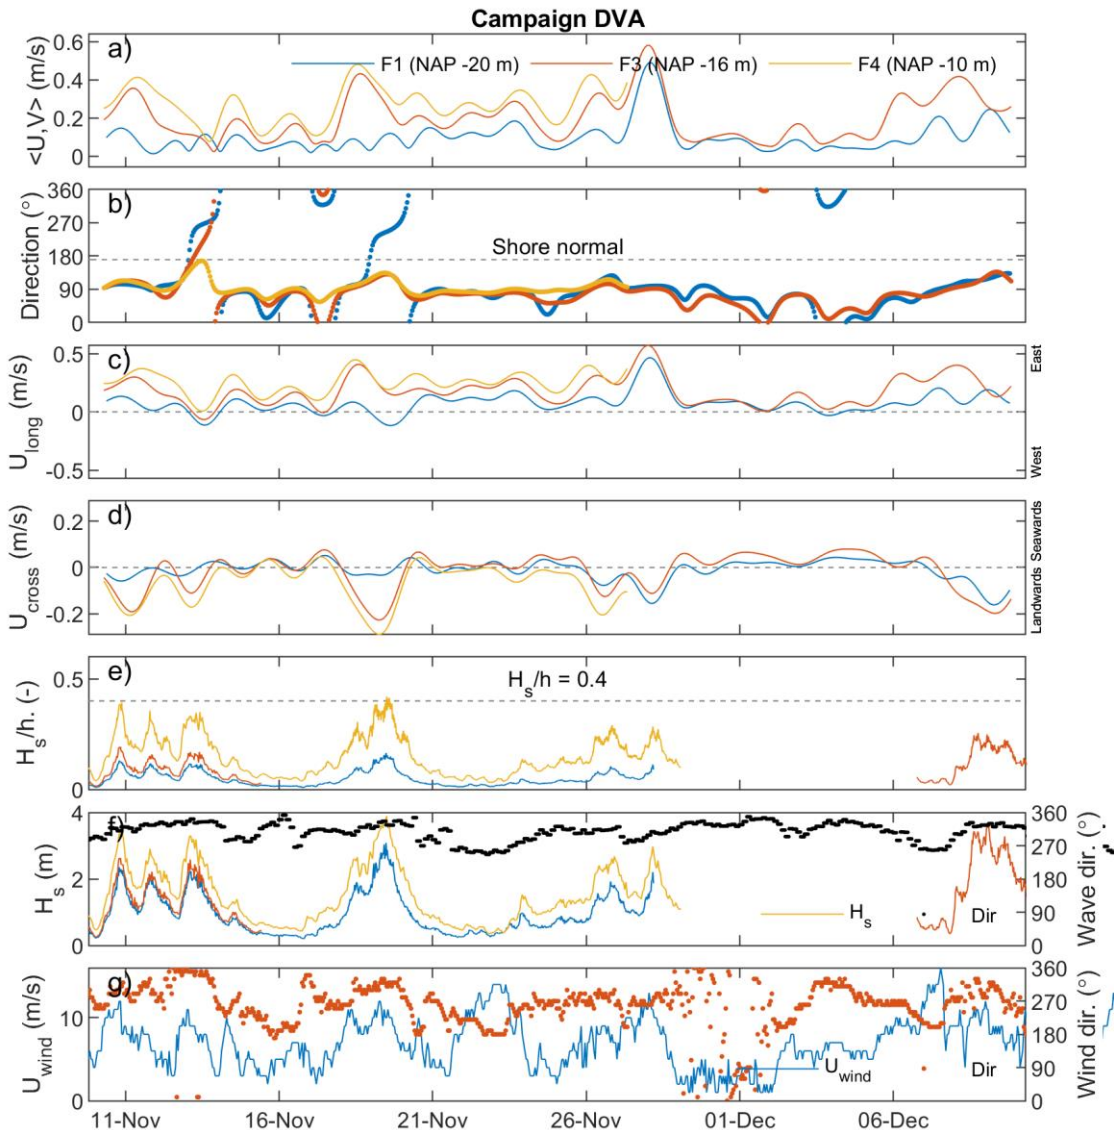 Campaign DVA
a)
<U,V> (m/s)
0.6
0.4
0.2
0
F1 (NAP -20 m)
F3 (NAP -16 m)
F4 (NAP -10 m)
b)
Direction (°)
360
270
180
90
0
Shore normal
c)
U_long (m/s)
0.5
0
-0.5
East
West
d)
U_cross (m/s)
0.2
0
-0.2
Landwards Seawards
e)
H_s/h. (-)
0.5
0
H_s/h = 0.4
f)
H_s (m)
4
2
0
H_s
Dir
360
270
180
90
0
Wave dir. (°)
g)
U_wind (m/s)
10
0
U_wind
Dir
360
270
180
90
0
Wind dir. (°)
11-Nov
16-Nov
21-Nov
26-Nov
01-Dec
06-Dec